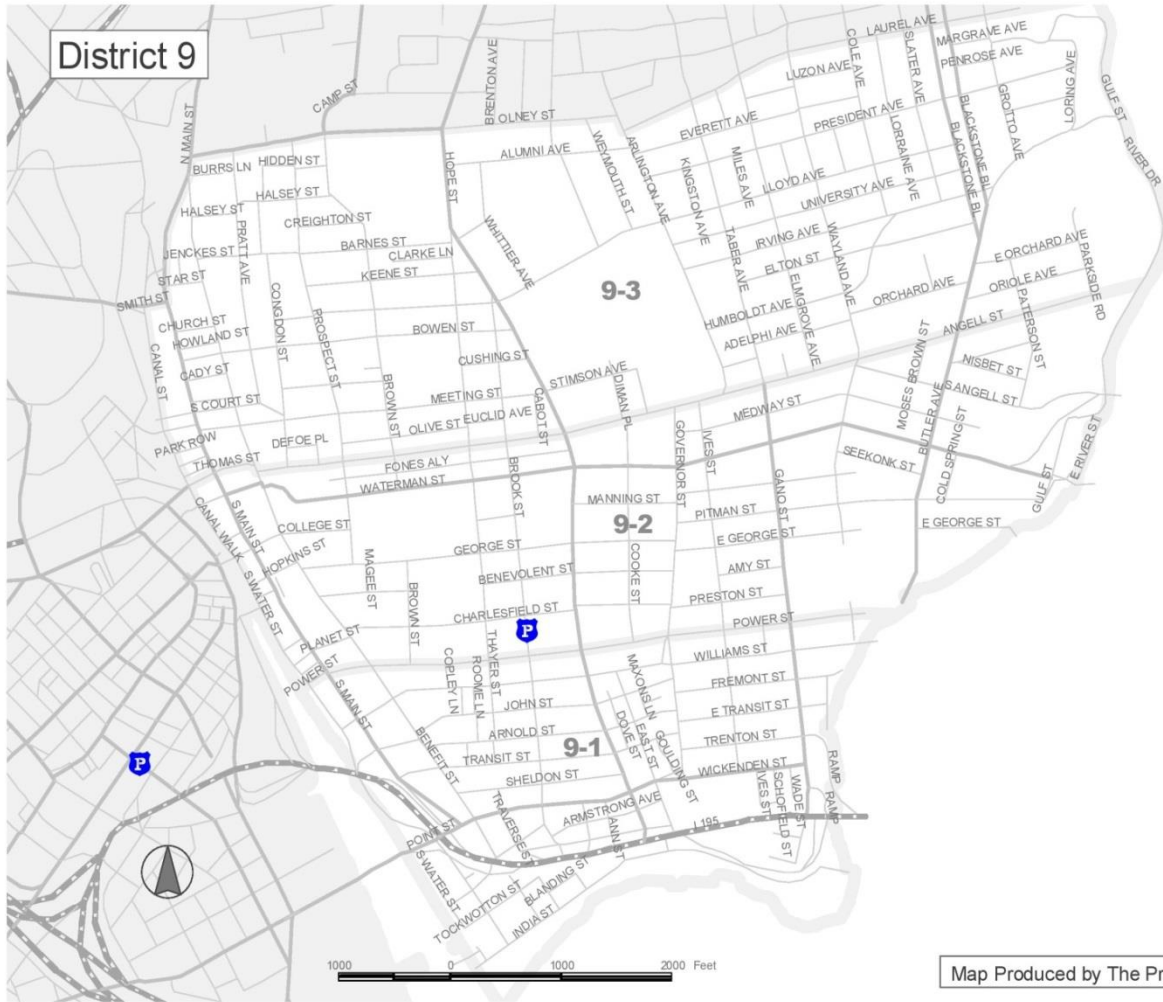 District 9
LAUREL AVE
MARGRAVE AVE
PENROSE AVE
SLATER AVE
COLE AVE
LUZON AVE
BRENTON AVE
CAMP ST
OLNEY ST
N MAIN ST
EVERETT AVE
PRESIDENT AVE
GROTTO AVE
LORING AVE
GULF ST
RIVER DR
BLACKSTONE BL
BLACKSTONE BL
BURRS LN
HIDDEN ST
HOPE ST
ALUMNI AVE
WEYMOUTH ST
ARLINGTON AVE
KINGSTON AVE
MILES AVE
LLOYD AVE
LORRAINE AVE
HALSEY ST
HALSEY ST
UNIVERSITY AVE
CREIGHTON ST
PRATT AVE
WHITTIER AVE
TABER AVE
IRVING AVE
WAYLAND AVE
JENCKES ST
BARNES ST
CLARKE LN
ELTON ST
E ORCHARD AVE
PARKSIDE RD
STAR ST
KEENE ST
9-3
ELMGROVE AVE
ORCHARD AVE
ORIOLE AVE
SMITH ST
CONGDON ST
PROSPECT ST
HUMBOLDT AVE
PATERSON ST
CHURCH ST
HOWLAND ST
BOWEN ST
ADELPHI AVE
ANGELL ST
CANAL ST
CADY ST
CUSHING ST
MOSES BROWN ST
NISBET ST
BROWN ST
STIMSON AVE
DIMAN PL
S ANGELL ST
S COURT ST
MEETING ST
CABOT ST
MEDWAY ST
BUTLER AVE
COLD SPRING ST
OLIVE ST
EUCLID AVE
GOVERNOR ST
IVES ST
PARK ROW
DEFOE PL
SEEKONK ST
E RIVER ST
THOMAS ST
FONES ALY
BROOK ST
GANO ST
GULF ST
WATERMAN ST
CANAL WALK
S MAIN ST
MANNING ST
COLLEGE ST
9-2
PITMAN ST
E GEORGE ST
HOPKINS ST
GEORGE ST
E GEORGE ST
MAGEE ST
BENEVOLENT ST
COOKE ST
AMY ST
S WATER ST
BROWN ST
PRESTON ST
CHARLESFIELD ST
POWER ST
P
PLANET ST
THAYER ST
WILLIAMS ST
POWER ST
COPLEY LN
ROOME LN
MAXONS LN
FREMONT ST
S MAIN ST
JOHN ST
E TRANSIT ST
BENEFIT ST
ARNOLD ST
DOVE ST
EAST ST
GOULDING ST
TRENTON ST
9-1
TRANSIT ST
P
WICKENDEN ST
RAMP
SHELDON ST
IVES ST
SCHOFIELD ST
WADE ST
RAMP
TRAVERSE ST
ARMSTRONG AVE
I 195
POINT ST
ANN ST
S WATER ST
BLANDING ST
TOCKWOTTON ST
INDIA ST
1000 0 1000 2000 Feet
Map Produced by The Pr